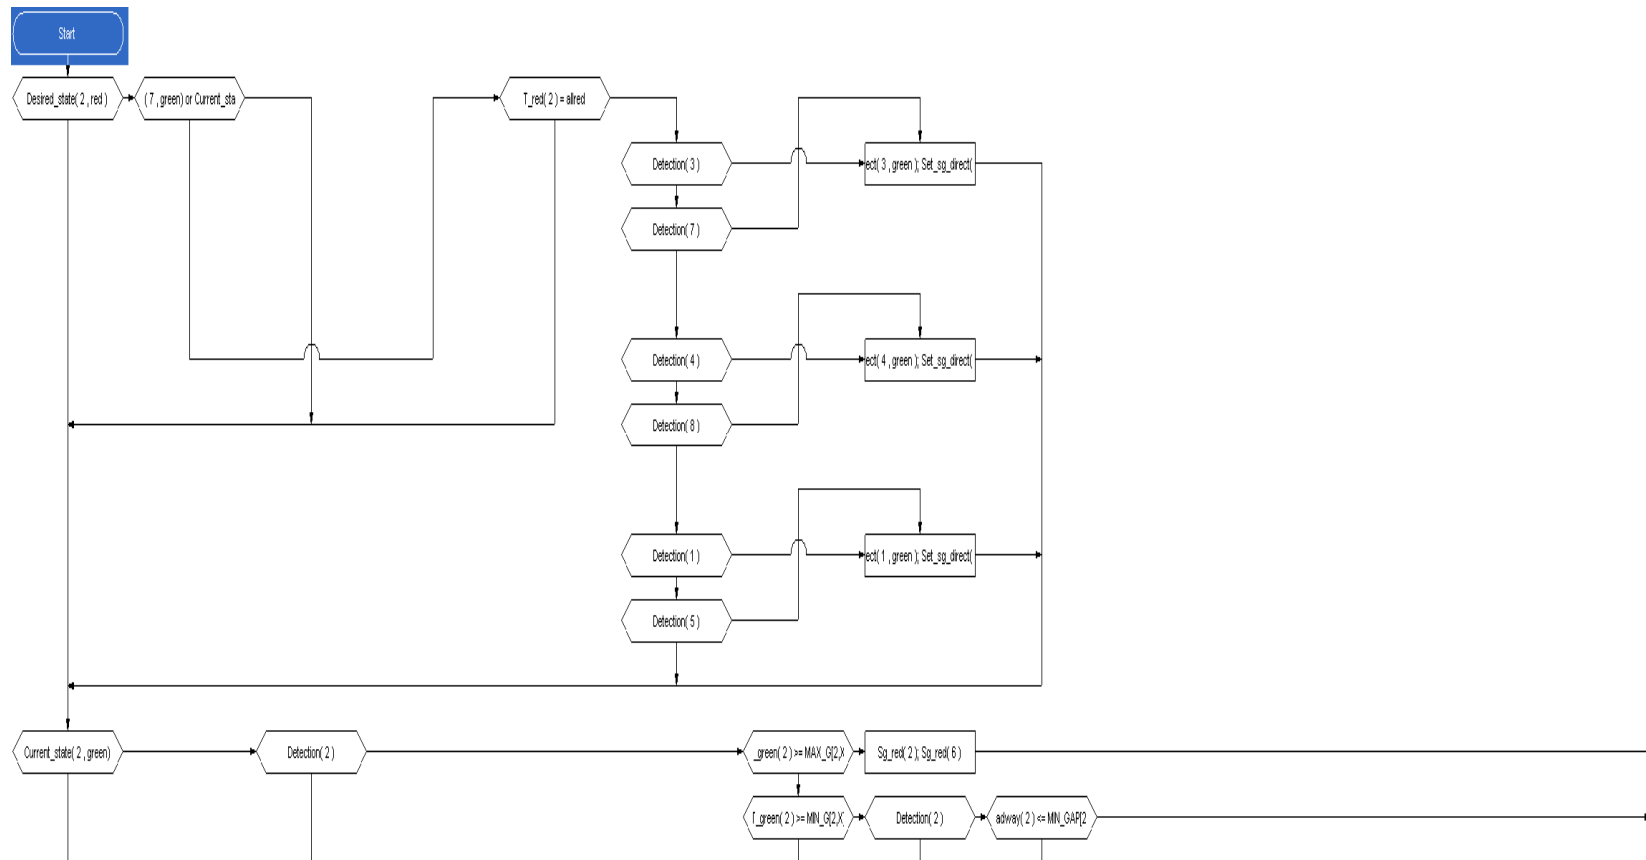 Start
Desired_state( 2 , red )
( 7 , green) or Current_sta
T_red( 2 ) = allred
Detection( 3 )
ect( 3 , green ); Set_sg_direct(
Detection( 7 )
Detection( 4 )
ect( 4 , green ); Set_sg_direct(
Detection( 8 )
Detection( 1 )
ect( 1 , green ); Set_sg_direct(
Detection( 5 )
Current_state( 2 , green)
Detection( 2 )
_green( 2 ) >= MAX_G[2,X
Sg_red( 2 ); Sg_red( 6 )
T_green( 2 ) >= MIN_G[2,X]
Detection( 2 )
adway( 2 ) <= MIN_GAP[2